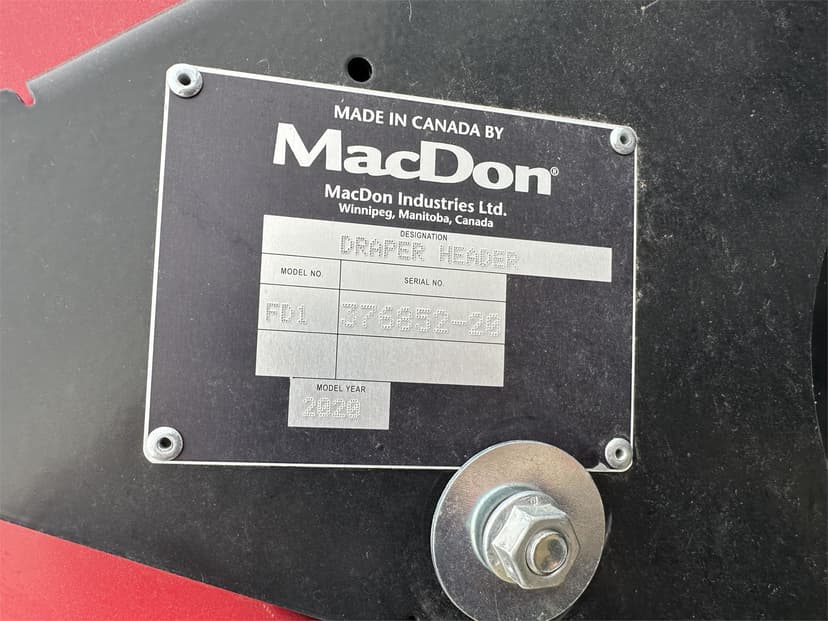 MADE IN CANADA BY
MacDon®
MacDon Industries Ltd.
Winnipeg, Manitoba, Canada
DESIGNATION
DRAPER HEADER
MODEL NO. SERIAL NO.
FD1 376852-20
MODEL YEAR
2020